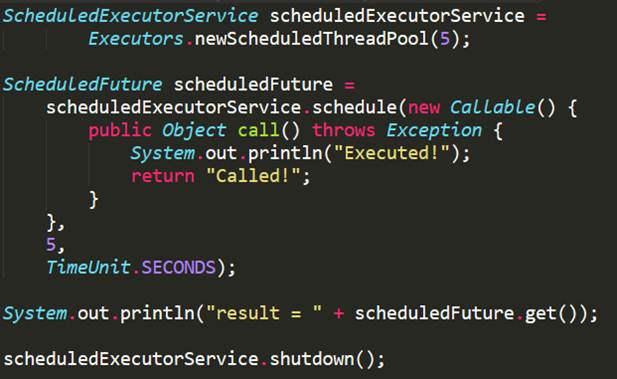 ScheduledExecutorService scheduledExecutorService =
Executors.newScheduledThreadPool(5);
ScheduledFuture scheduledFuture =
scheduledExecutorService.schedule(new Callable() {
public Object call() throws Exception {
System.out.println("Executed!");
return "Called!";
}
},
5,
TimeUnit.SECONDS);
System.out.println("result = " + scheduledFuture.get());
scheduledExecutorService.shutdown();